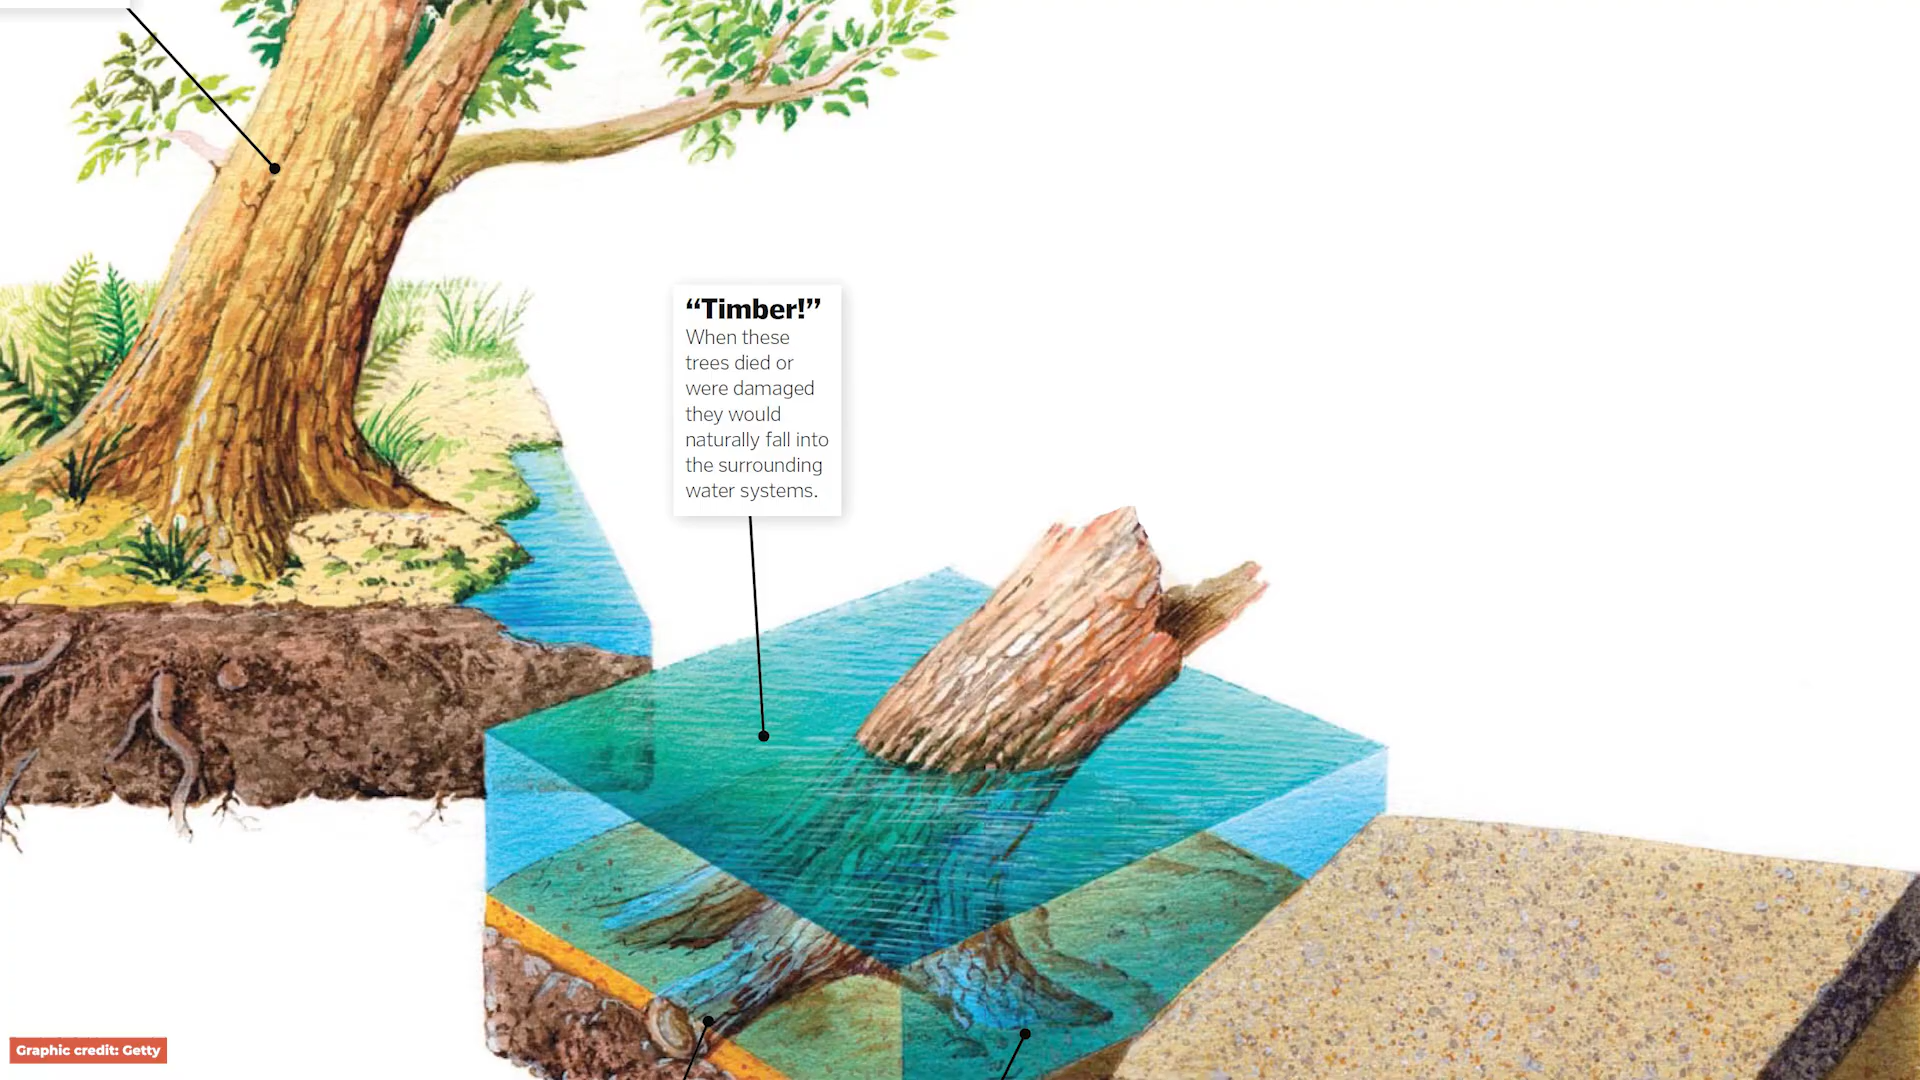 “Timber!”
When these
trees died or
were damaged
they would
naturally fall into
the surrounding
water systems.
Graphic credit: Getty